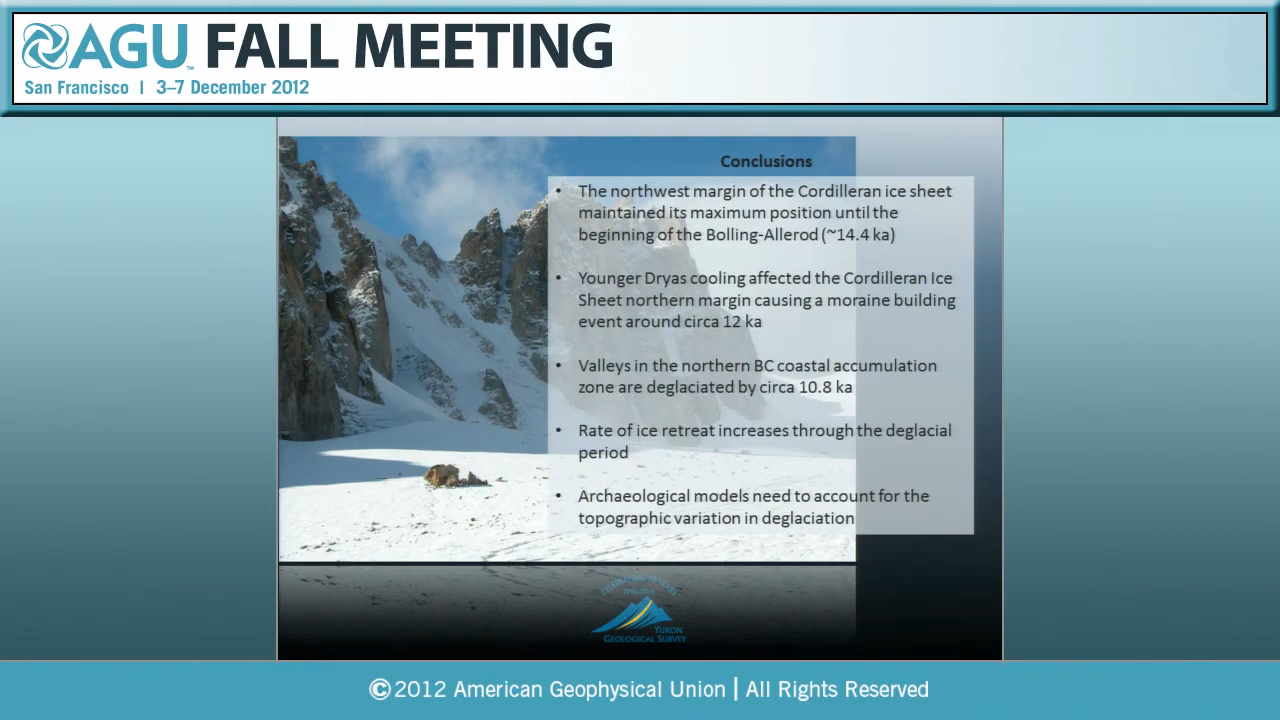 AGU™ FALL MEETING
San Francisco | 3–7 December 2012
Conclusions
• The northwest margin of the Cordilleran ice sheet
maintained its maximum position until the
beginning of the Bolling-Allerod (~14.4 ka)
• Younger Dryas cooling affected the Cordilleran Ice
Sheet northern margin causing a moraine building
event around circa 12 ka
• Valleys in the northern BC coastal accumulation
zone are deglaciated by circa 10.8 ka
• Rate of ice retreat increases through the deglacial
period
• Archaeological models need to account for the
topographic variation in deglaciation
YUKON
GEOLOGICAL SURVEY
©2012 American Geophysical Union | All Rights Reserved